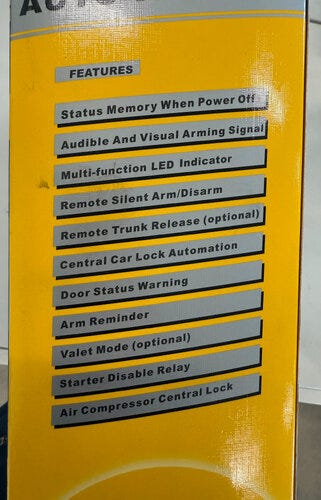 AUTO
FEATURES
Status Memory When Power Off
Audible And Visual Arming Signal
Multi-function LED Indicator
Remote Silent Arm/Disarm
Remote Trunk Release (optional)
Central Car Lock Automation
Door Status Warning
Arm Reminder
Valet Mode (optional)
Starter Disable Relay
Air Compressor Central Lock